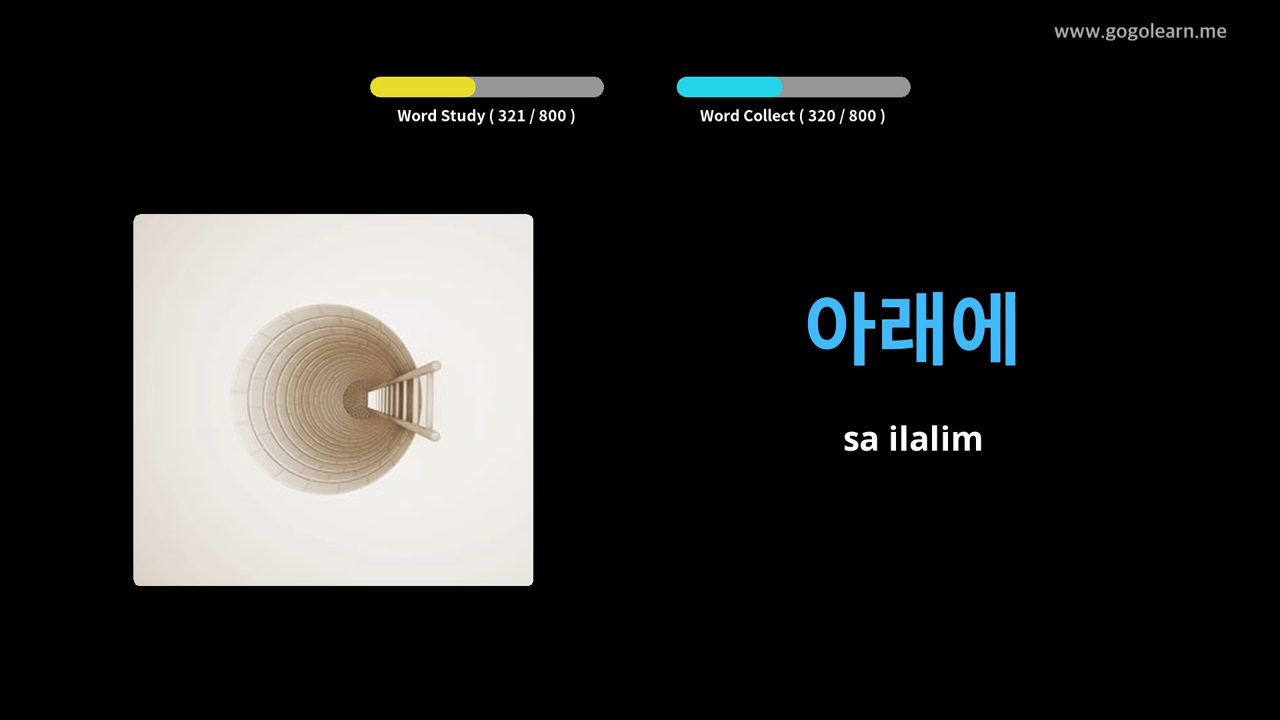 www.gogolearn.me
Word Study ( 321 / 800 )
Word Collect ( 320 / 800 )
아래에
sa ilalim